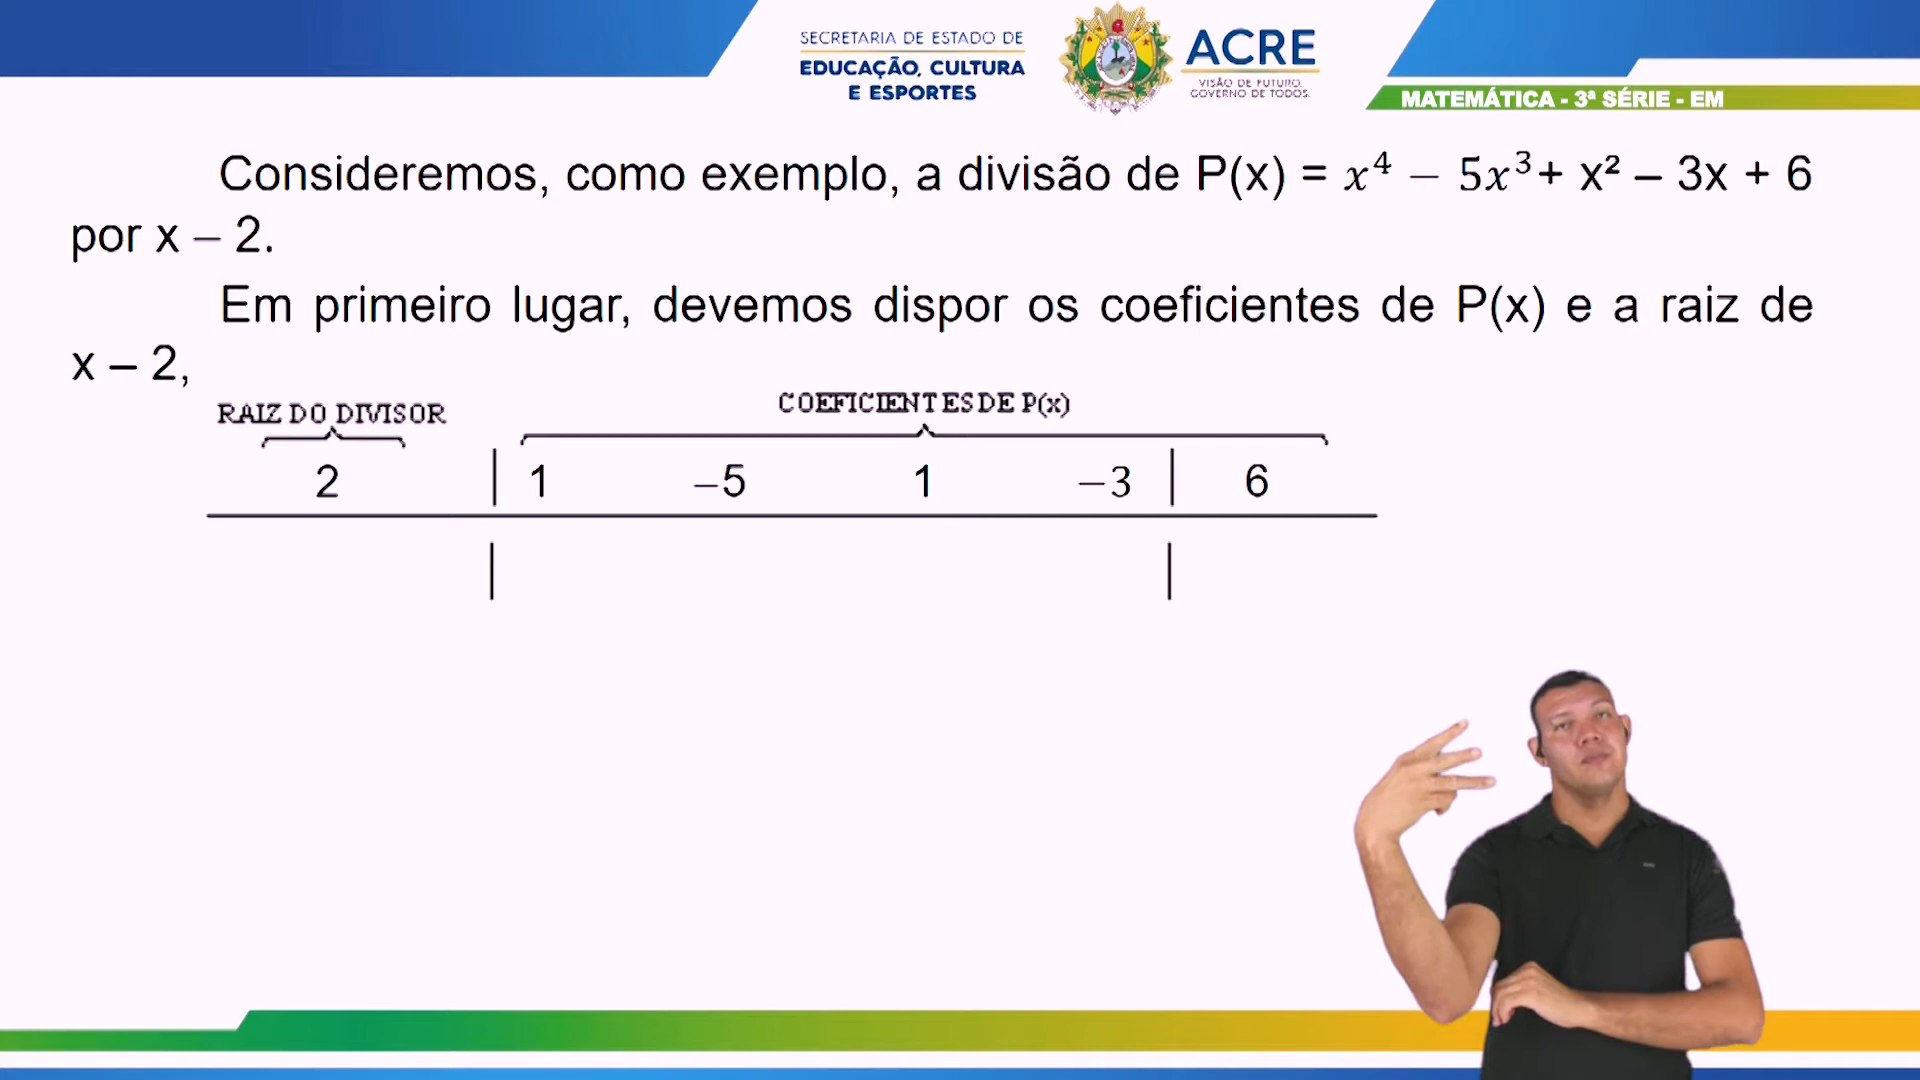 SECRETARIA DE ESTADO DE
EDUCAÇÃO, CULTURA
E ESPORTES
ACRE
VISÃO DE FUTURO.
GOVERNO DE TODOS.
MATEMÁTICA - 3ª SÉRIE - EM
Consideremos, como exemplo, a divisão de P(x) = x⁴ – 5x³+ x² – 3x + 6
por x – 2.
Em primeiro lugar, devemos dispor os coeficientes de P(x) e a raiz de
x – 2,
RAIZ DO DIVISOR COEFICIENTES DE P(x)
2 | 1 –5 1 –3 | 6